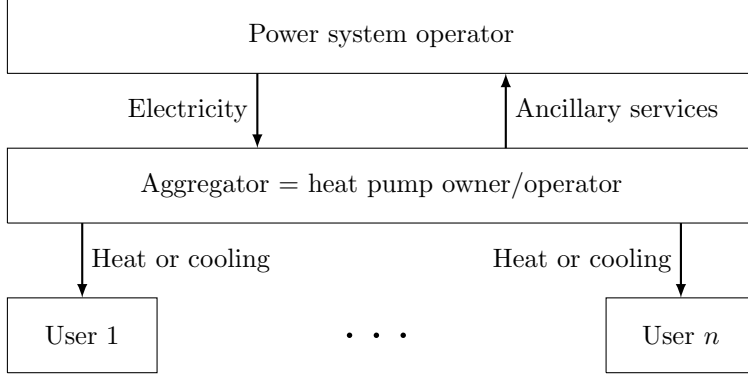 Power system operator
Electricity
Ancillary services
Aggregator = heat pump owner/operator
Heat or cooling
Heat or cooling
User 1
. . .
User n